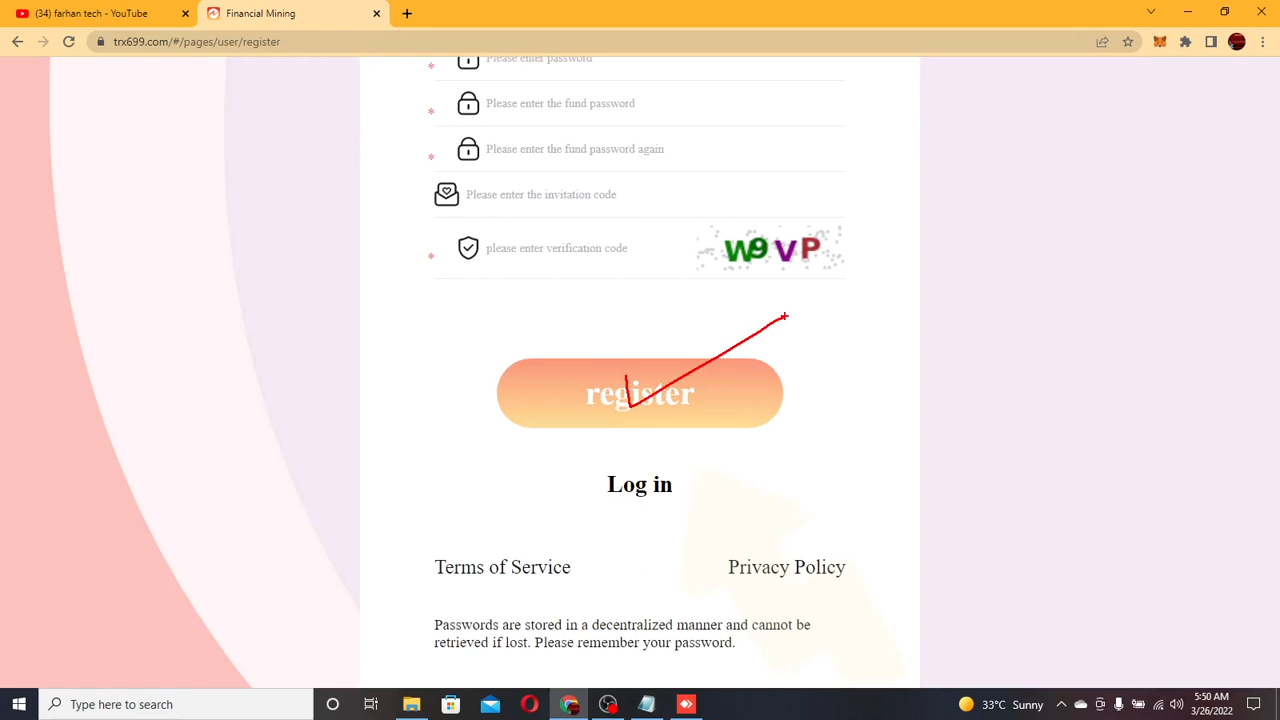 (34) farhan tech - YouTube
Financial Mining
trx699.com/#/pages/user/register
Please enter password
* Please enter the fund password
* Please enter the fund password again
Please enter the invitation code
* please enter verification code W9VP
register
Log in
Terms of Service
Privacy Policy
Passwords are stored in a decentralized manner and cannot be
retrieved if lost. Please remember your password.
Type here to search
33°C Sunny
5:50 AM
3/26/2022